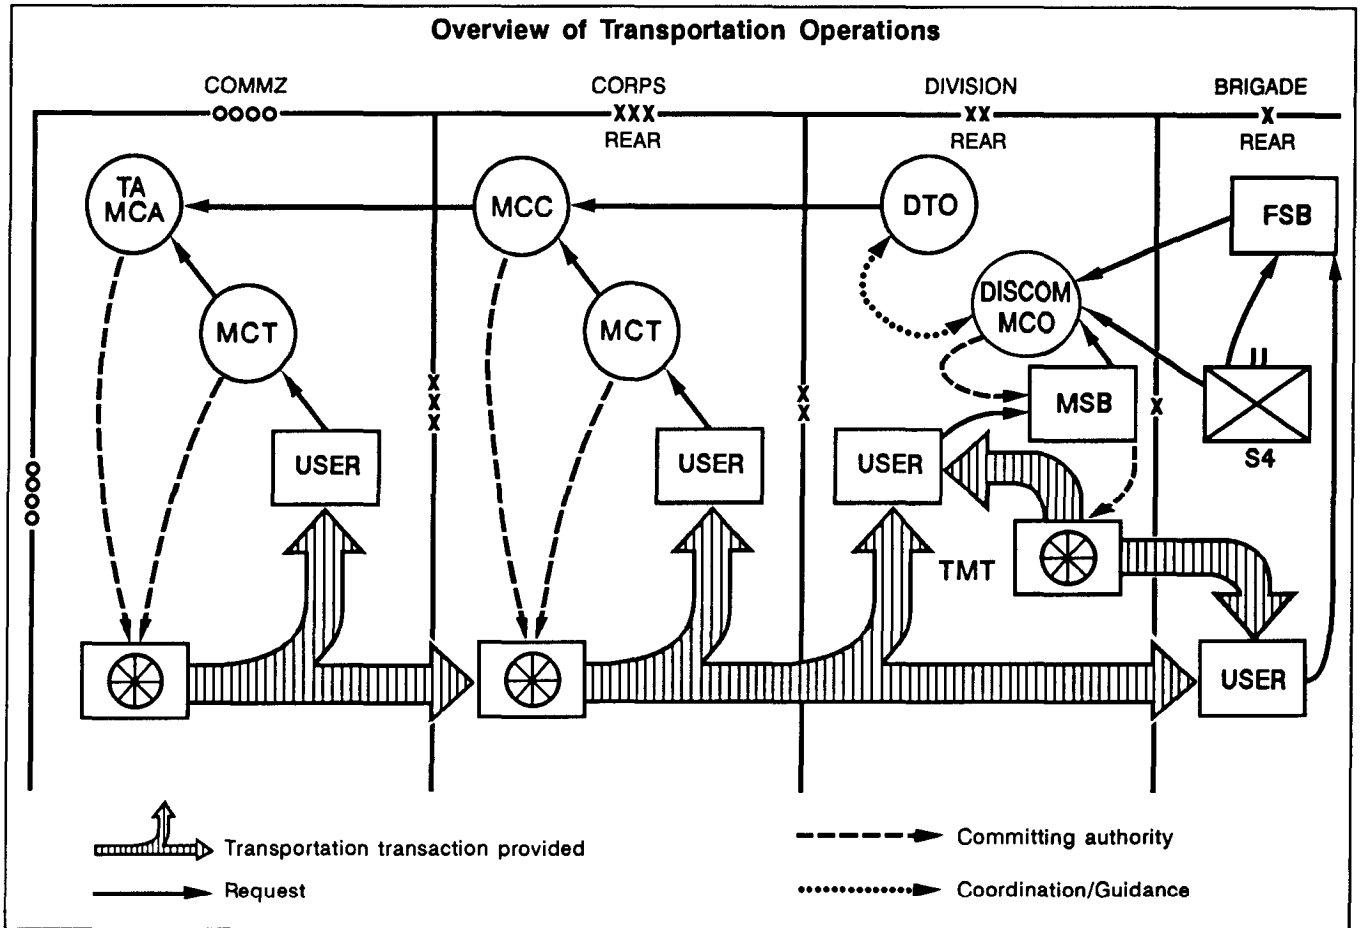 Overview of Transportation Operations
COMMZ
CORPS
DIVISION
BRIGADE
oooo
XXX
XX
X
REAR
REAR
REAR
TA
MCA
MCC
DTO
FSB
MCT
MCT
DISCOM
MCO
MSB
S4
USER
USER
USER
XXX
XX
X
oooo
TMT
USER
Transportation transaction provided
Request
Committing authority
Coordination/Guidance